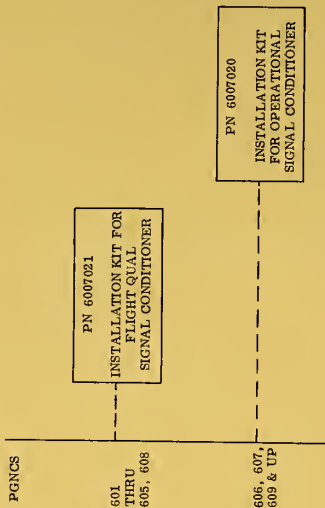 PGNCS
601
THRU
605, 608
PN 6007021
INSTALLATION KIT FOR
FLIGHT QUAL
SIGNAL CONDITIONER
606, 607,
609 & UP
PN 6007020
INSTALLATION KIT
FOR OPERATIONAL
SIGNAL CONDITIONER